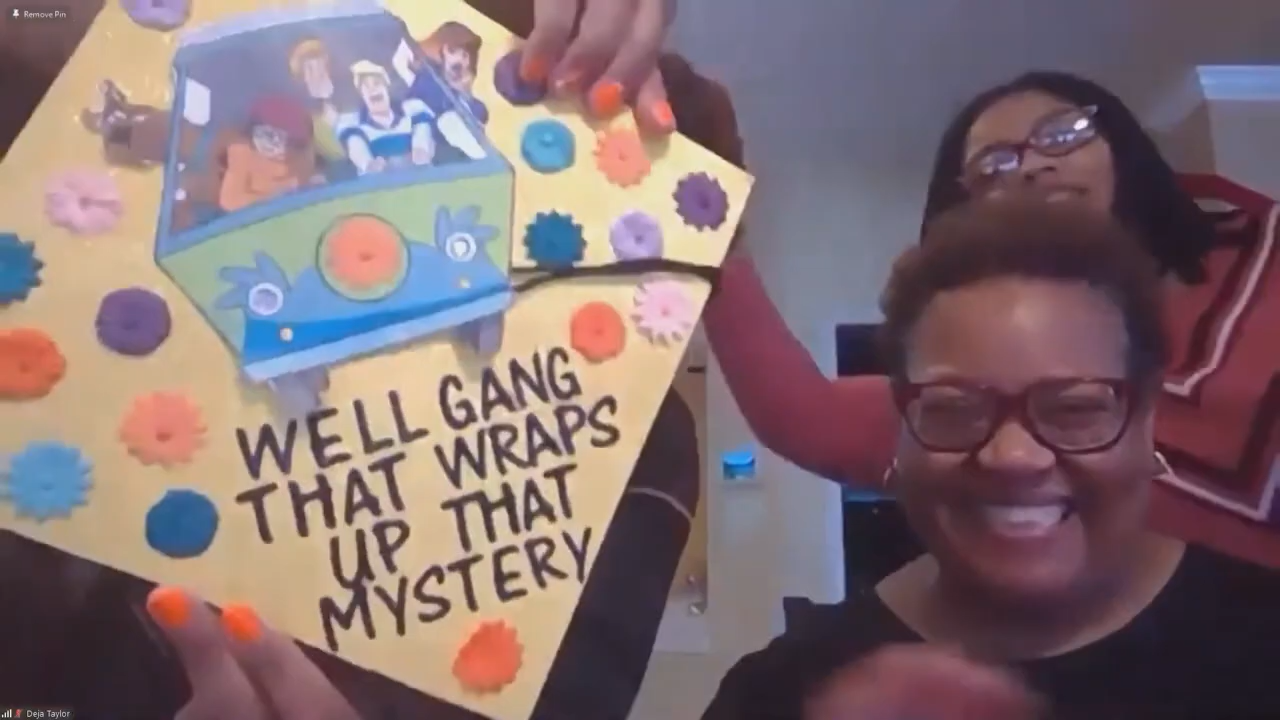 Remove Pin
WELL GANG
THAT WRAPS
UP THAT
MYSTERY
Deja Taylor